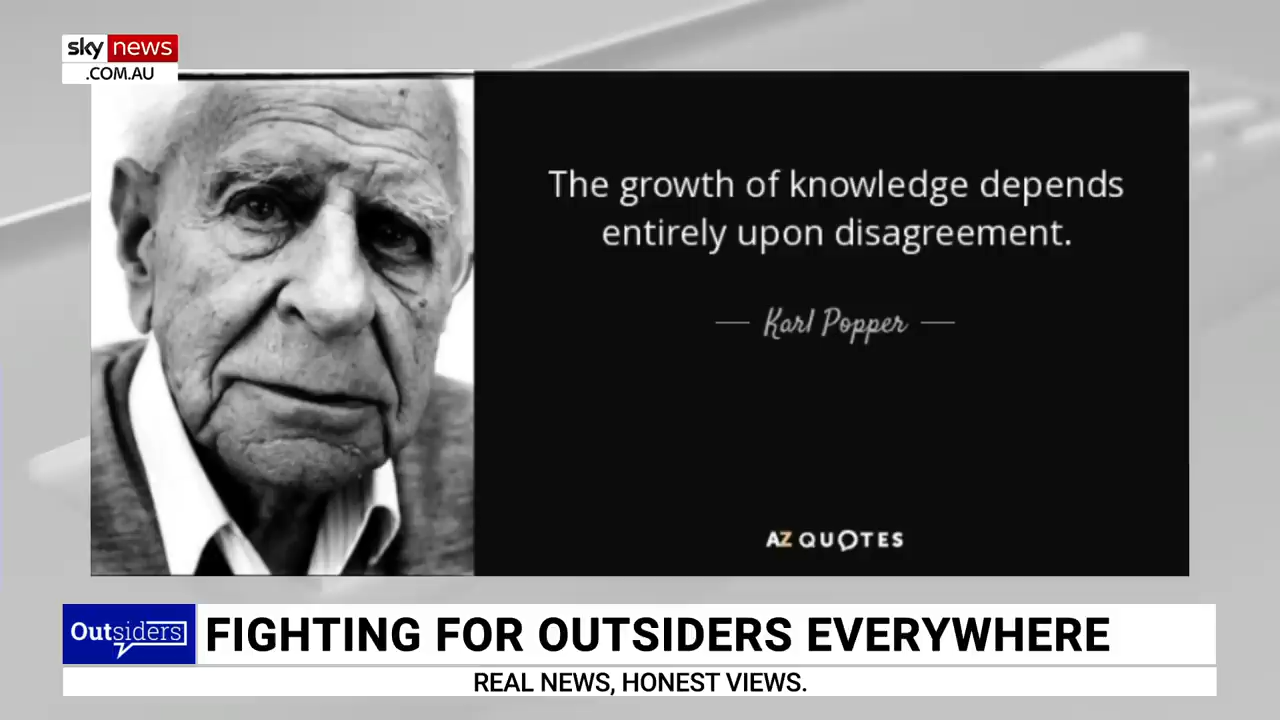 sky news
.COM.AU
The growth of knowledge depends
entirely upon disagreement.
Karl Popper
AZ QUOTES
Outsiders
FIGHTING FOR OUTSIDERS EVERYWHERE
REAL NEWS, HONEST VIEWS.